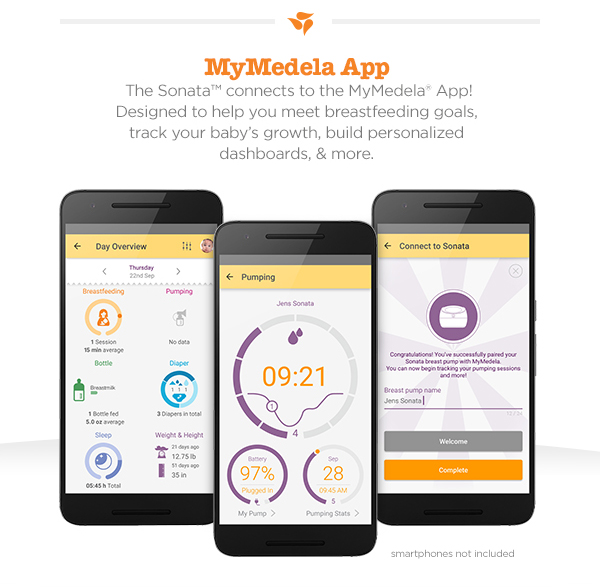 MyMedela App
The Sonata™ connects to the MyMedela® App!
Designed to help you meet breastfeeding goals,
track your baby's growth, build personalized
dashboards, & more.
Day Overview
Thursday
22nd Sep
Breastfeeding
Pumping
1 Session
15 min average
No data
Bottle
Diaper
Breastmilk
1 1 1
1 Bottle fed
5.0 oz average
3 Diapers in total
Sleep
Weight & Height
21 days ago
12.75 lb
51 days ago
35 in
05:45 h Total
Pumping
Jens Sonata
09:21
1
4
Battery
97%
Plugged in
My Pump
Sep
28
09:45 AM
5
Pumping Stats
Connect to Sonata
Congratulations! You've successfully paired your
Sonata breast pump with MyMedela.
You can now begin tracking your pumping sessions
and more!
Breast pump name
Jens Sonata
11 / 24
Welcome
Complete
smartphones not included